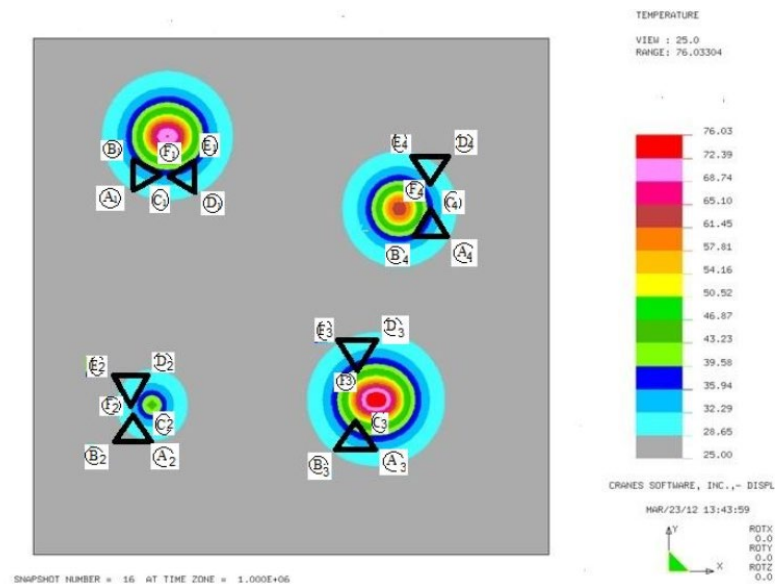 TEMPERATURE
VIEW : 25.0
RANGE: 76.03304
76.03
72.39
68.74
65.10
61.45
57.81
54.16
50.52
46.87
43.23
39.58
35.94
32.29
28.65
25.00
B1 F1 E1
A1 C1 D1
E4 D4
F4 C4
B4 A4
E2 D2
F2 C2
B2 A2
E3 D3
F3
C3
B3 A3
CRANES SOFTWARE, INC.,- DISPL
MAR/23/12 13:43:59
Y
X
ROTX
0.0
ROTY
0.0
ROTZ
0.0
SNAPSHOT NUMBER = 16 AT TIME ZONE = 1.000E+06